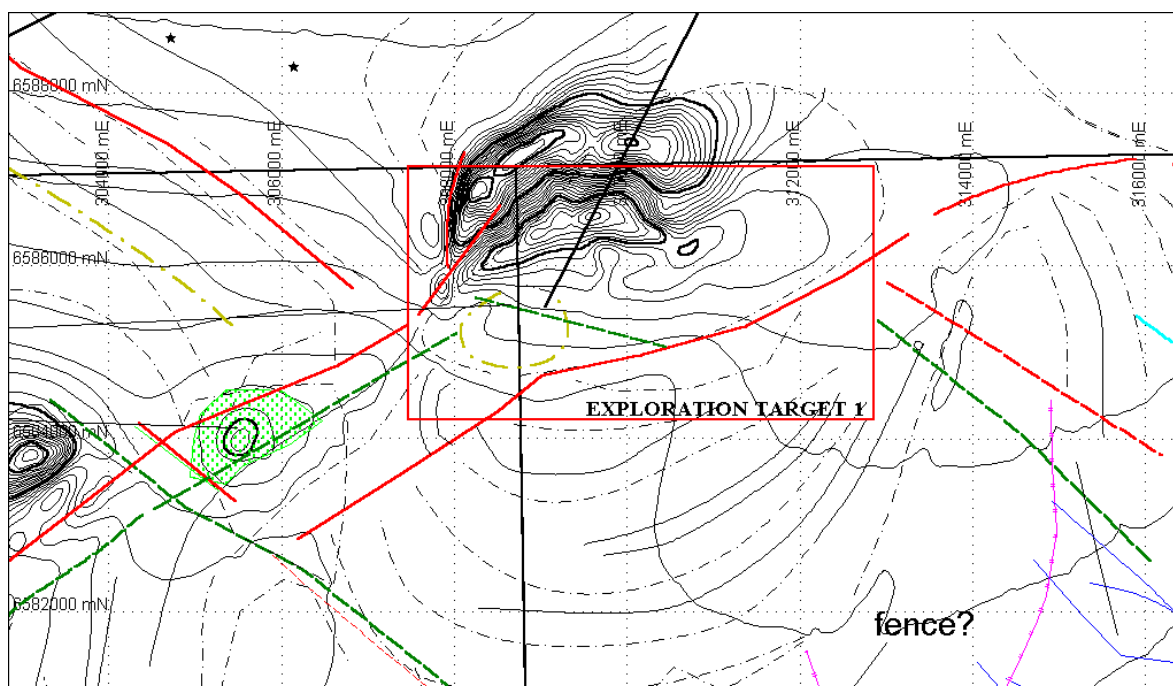 6588000 mN
304000 mE
306000 mE
308000 mE
312000 mE
314000 mE
316000 mE
6586000 mN
EXPLORATION TARGET 1
6584000 mN
6582000 mN
fence?